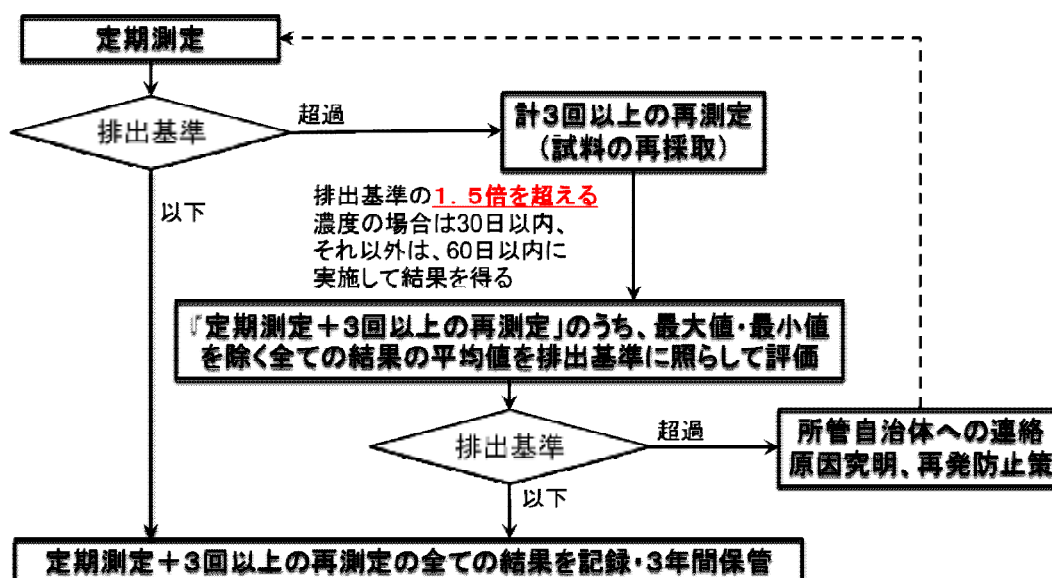 定期測定
排出基準
超過
計3回以上の再測定
(試料の再採取)
以下
排出基準の1．5倍を超える
濃度の場合は30日以内、
それ以外は、60日以内に
実施して結果を得る
『定期測定＋3回以上の再測定」のうち、最大値・最小値
を除く全ての結果の平均値を排出基準に照らして評価
排出基準
超過
所管自治体への連絡
原因究明、再発防止策
以下
定期測定＋3回以上の再測定の全ての結果を記録・3年間保管